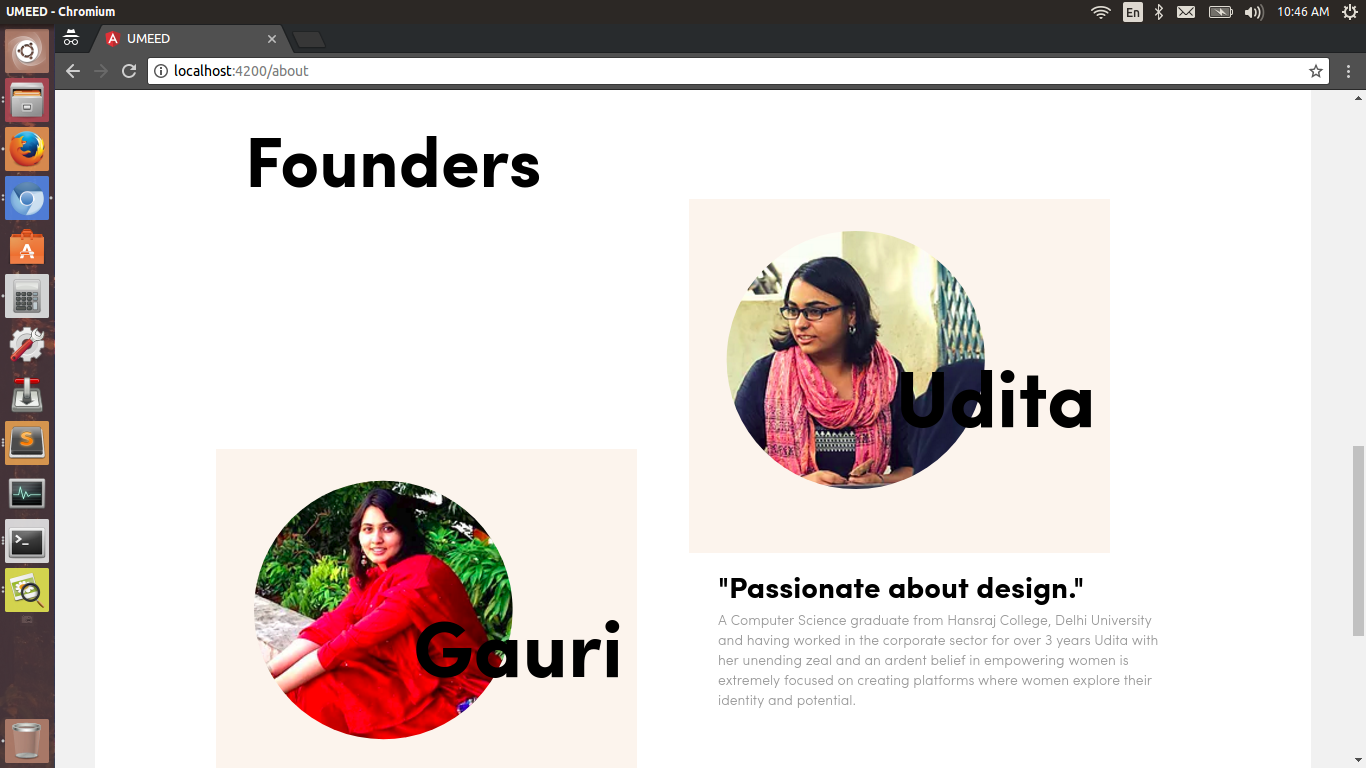 UMEED - Chromium
En
10:46 AM
UMEED
localhost:4200/about
Founders
Udita
Gauri
"Passionate about design."
A Computer Science graduate from Hansraj College, Delhi University
and having worked in the corporate sector for over 3 years Udita with
her unending zeal and an ardent belief in empowering women is
extremely focused on creating platforms where women explore their
identity and potential.